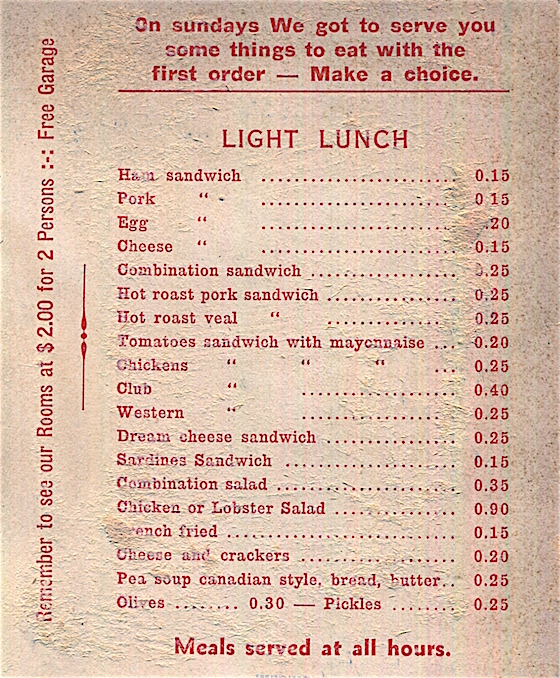 On sundays We got to serve you
some things to eat with the
first order — Make a choice.
LIGHT LUNCH
Ham sandwich .......................... 0.15
Pork “ .......................... 0.15
Egg “ .......................... .20
Cheese “ .......................... 0.15
Combination sandwich ................... 0.25
Hot roast pork sandwich ................. 0.25
Hot roast veal “ ................. 0.25
Tomatoes sandwich with mayonnaise ... 0.20
Chickens “ “ “ ... 0.25
Club “ .................... 0.40
Western “ .................... 0.25
Dream cheese sandwich .................. 0.25
Sardines Sandwich ...................... 0.15
Combination salad ....................... 0.35
Chicken or Lobster Salad ................ 0.90
French fried .............................. 0.15
Cheese and crackers ..................... 0.20
Pea soup canadian style, bread, butter.. 0.25
Olives ........ 0.30 — Pickles ........ 0.25
Meals served at all hours.
Remember to see our Rooms at $2.00 for 2 Persons :-: Free Garage